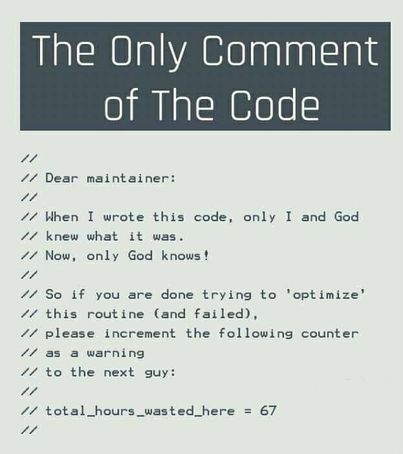 The Only Comment
of The Code
//
// Dear maintainer:
//
// When I wrote this code, only I and God
// knew what it was.
// Now, only God knows!
//
// So if you are done trying to 'optimize'
// this routine (and failed),
// please increment the following counter
// as a warning
// to the next guy:
//
// total_hours_wasted_here = 67
//